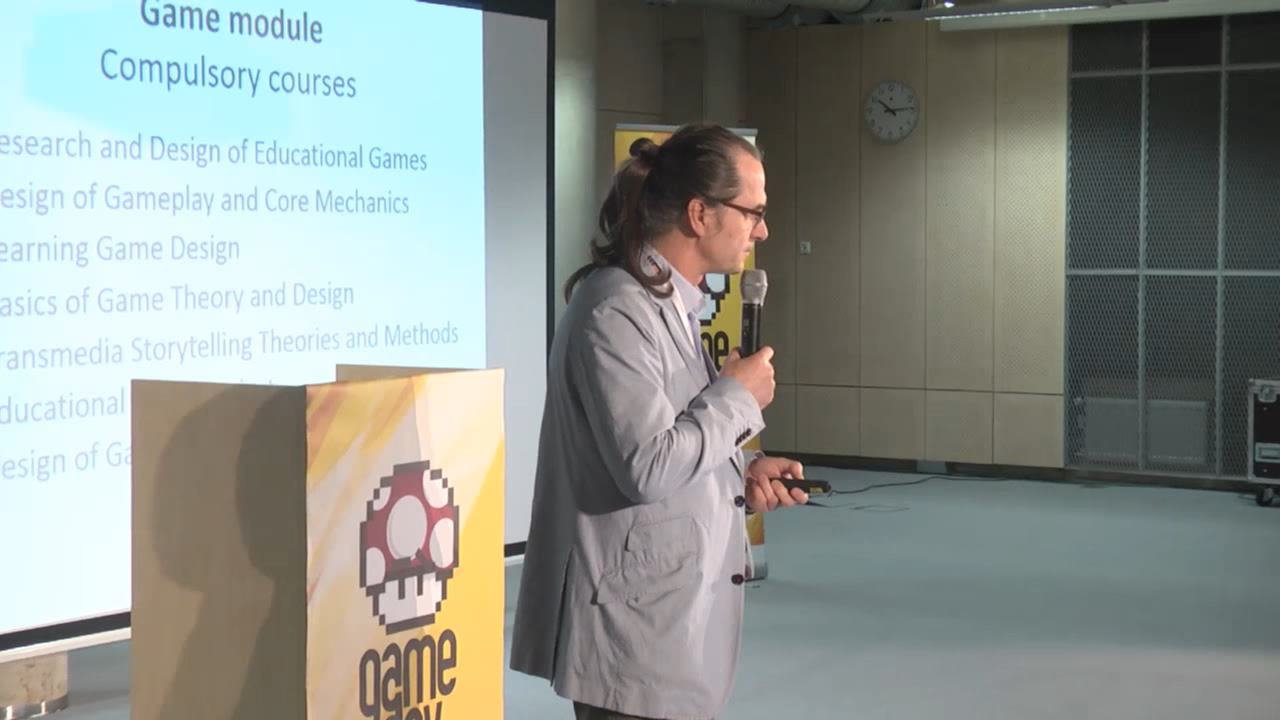 Game module
Compulsory courses
esearch and Design of Educational Games
esign of Gameplay and Core Mechanics
earning Game Design
asics of Game Theory and Design
ransmedia Storytelling Theories and Methods
ducational
esign of Ga
game